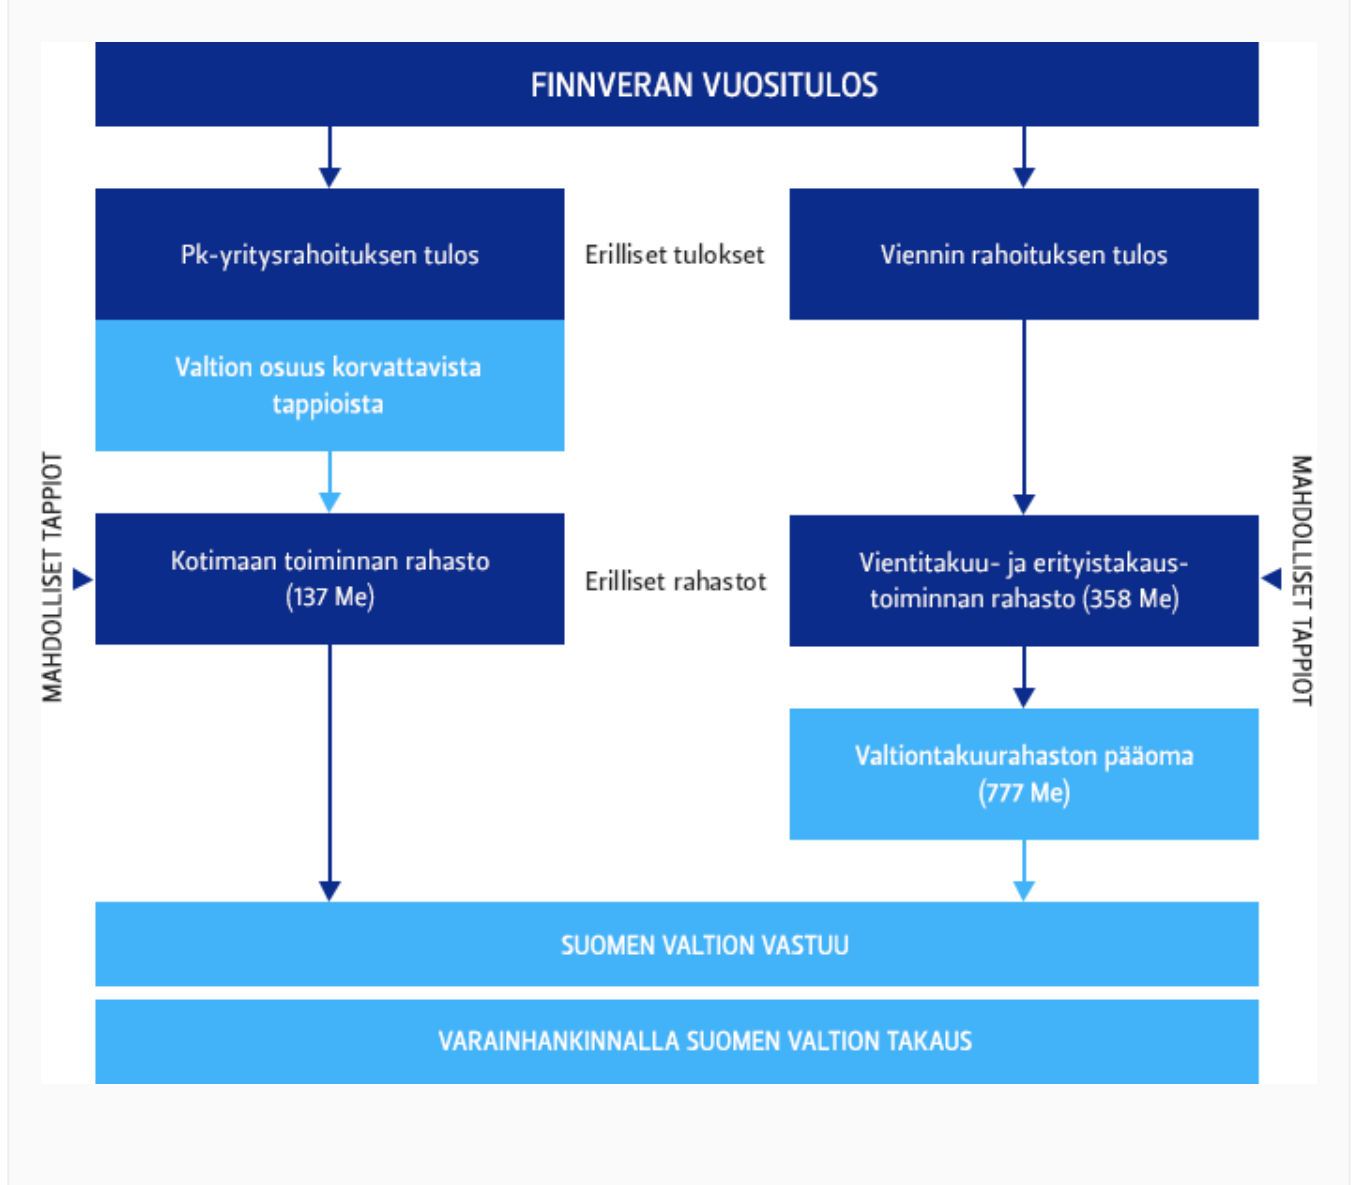 FINNVERAN VUOSITULOS
Pk-yritysrahoituksen tulos
Erilliset tulokset
Viennin rahoituksen tulos
Valtion osuus korvattavista
tappioista
MAHDOLLISET TAPPIOT
Kotimaan toiminnan rahasto
(137 Me)
Erilliset rahastot
Vientitakuu- ja erityistakaus-
toiminnan rahasto (358 Me)
MAHDOLLISET TAPPIOT
Valtiontakuurahaston pääoma
(777 Me)
SUOMEN VALTION VASTUU
VARAINHANKINNALLA SUOMEN VALTION TAKAUS